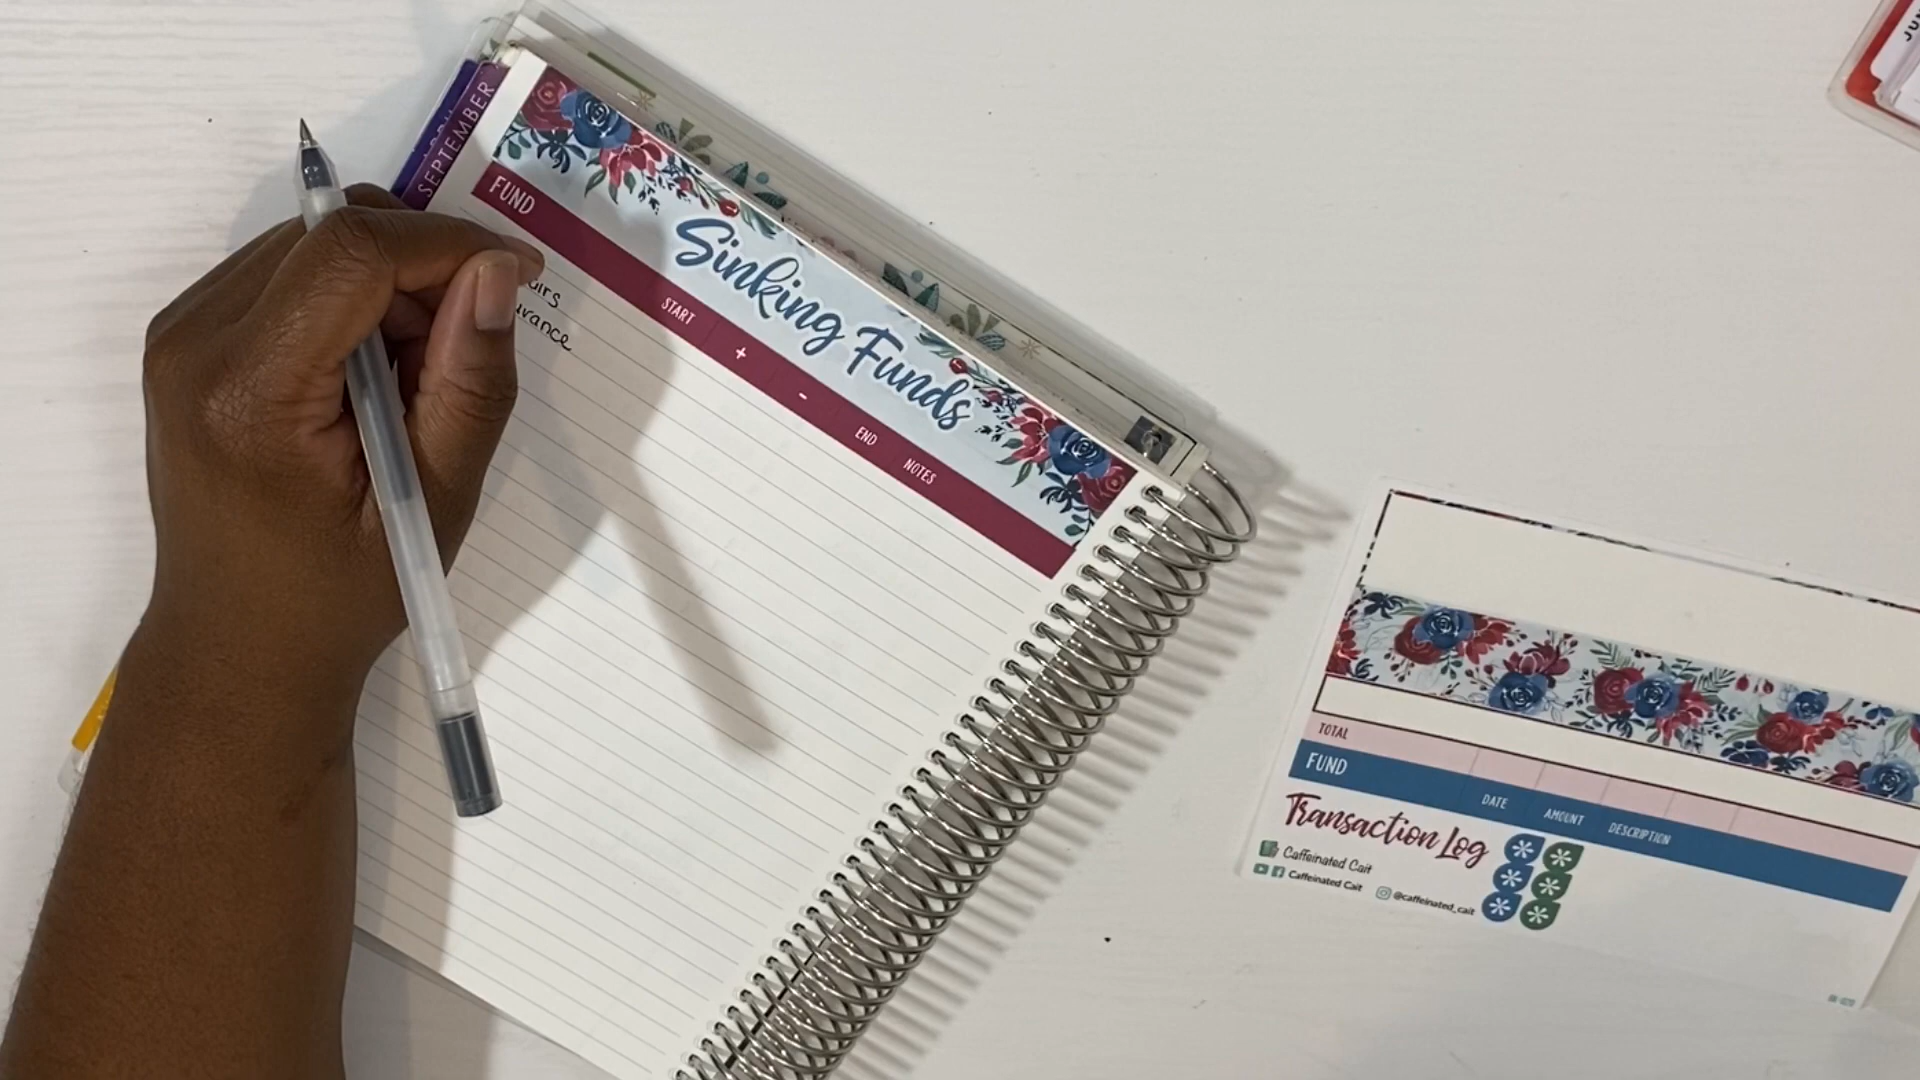 SEPTEMBER
Sinking Funds
FUND START + - END NOTES
TOTAL
FUND DATE AMOUNT DESCRIPTION
Transaction Log
Caffeinated Cait
Caffeinated Cait @caffeinated_cait